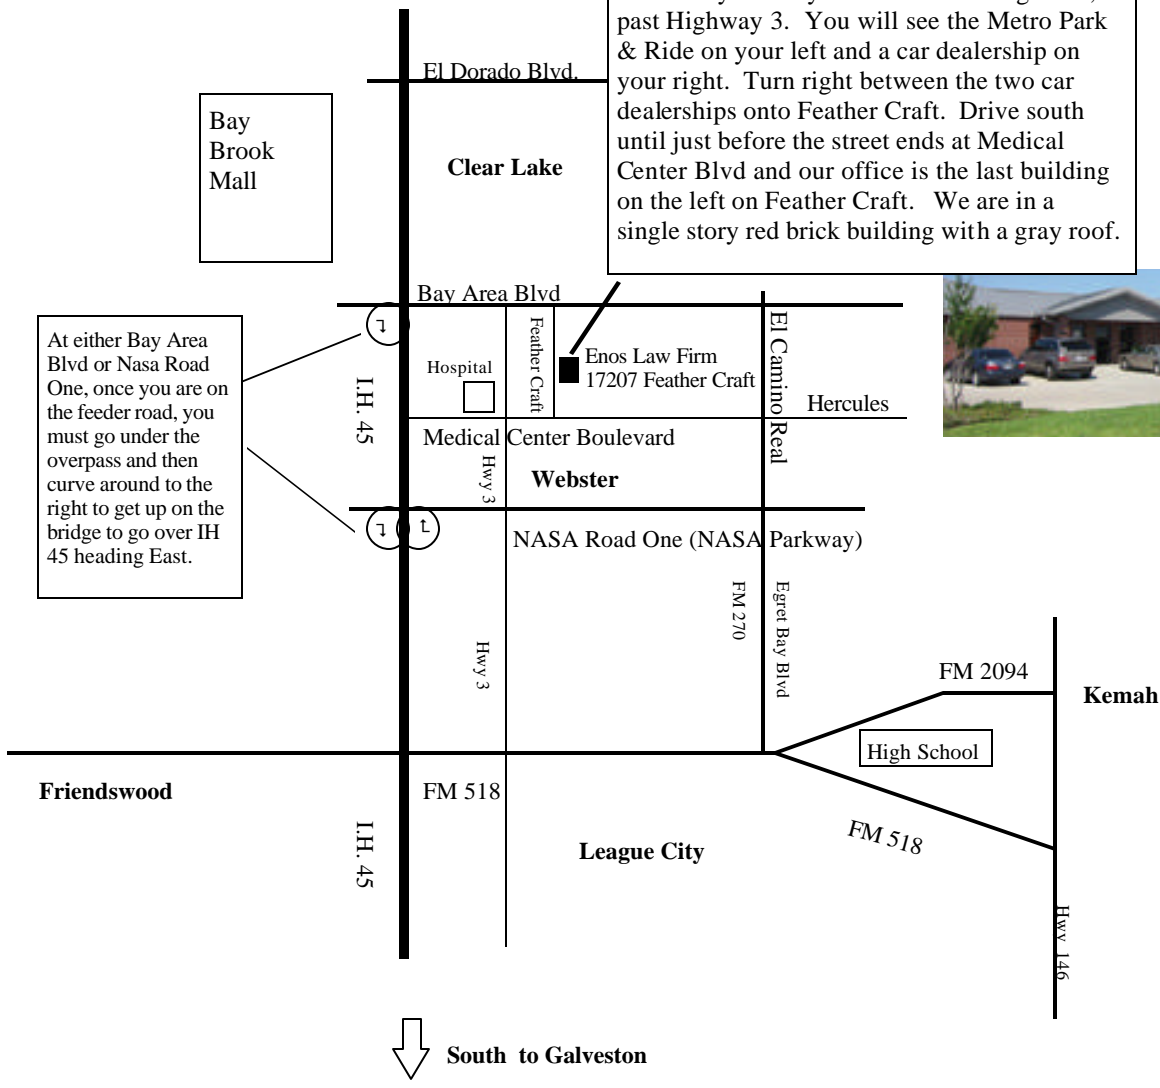 past Highway 3. You will see the Metro Park
& Ride on your left and a car dealership on
your right. Turn right between the two car
dealerships onto Feather Craft. Drive south
until just before the street ends at Medical
Center Blvd and our office is the last building
on the left on Feather Craft. We are in a
single story red brick building with a gray roof.
El Dorado Blvd.
Bay
Brook
Mall
Clear Lake
Bay Area Blvd
At either Bay Area
Blvd or Nasa Road
One, once you are on
the feeder road, you
must go under the
overpass and then
curve around to the
right to get up on the
bridge to go over IH
45 heading East.
I.H. 45
Hospital
Feather Craft
Enos Law Firm
17207 Feather Craft
El Camino Real
Hercules
Medical Center Boulevard
Hwy 3
Webster
NASA Road One (NASA Parkway)
FM 270
Egret Bay Blvd
Hwy 3
FM 2094
Kemah
High School
Friendswood
FM 518
I.H. 45
League City
FM 518
Hwy 146
South to Galveston